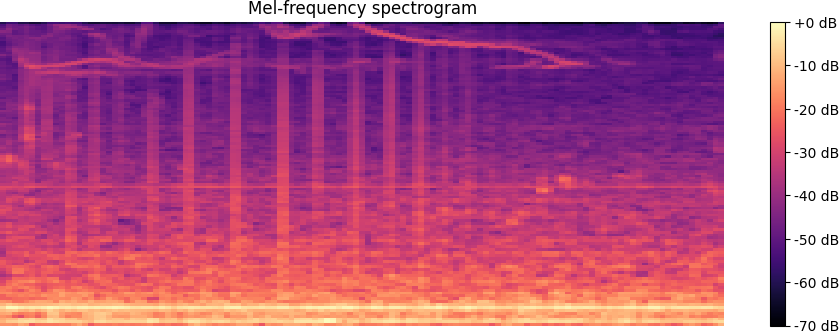 Mel-frequency spectrogram
+0 dB
-10 dB
-20 dB
-30 dB
-40 dB
-50 dB
-60 dB
-70 dB